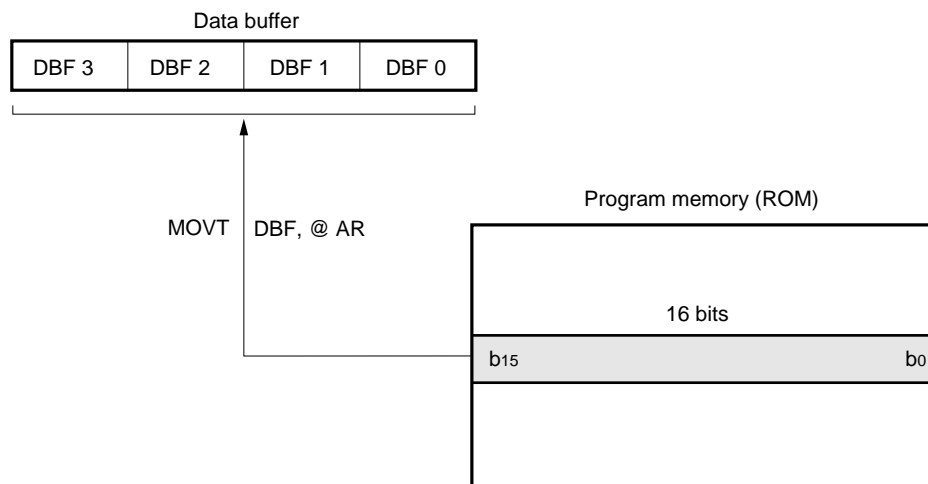 Data buffer
DBF 3 DBF 2 DBF 1 DBF 0
MOVT DBF, @ AR
Program memory (ROM)
16 bits
b15 b0